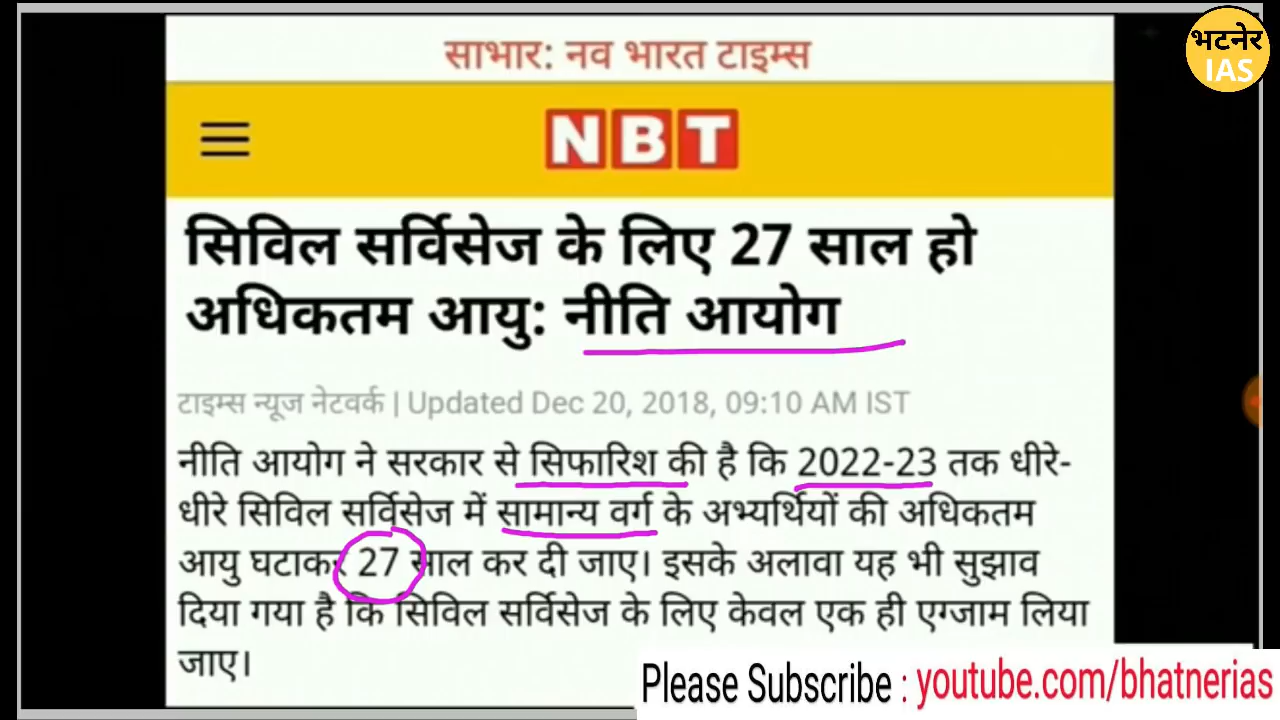 साभार: नव भारत टाइम्स
भटनेर
IAS
NBT
सिविल सर्विसेज के लिए 27 साल हो
अधिकतम आयु: नीति आयोग
टाइम्स न्यूज नेटवर्क | Updated Dec 20, 2018, 09:10 AM IST
नीति आयोग ने सरकार से सिफारिश की है कि 2022-23 तक धीरे-
धीरे सिविल सर्विसेज में सामान्य वर्ग के अभ्यर्थियों की अधिकतम
आयु घटाकर 27 साल कर दी जाए। इसके अलावा यह भी सुझाव
दिया गया है कि सिविल सर्विसेज के लिए केवल एक ही एग्जाम लिया
जाए।
Please Subscribe : youtube.com/bhatnerias